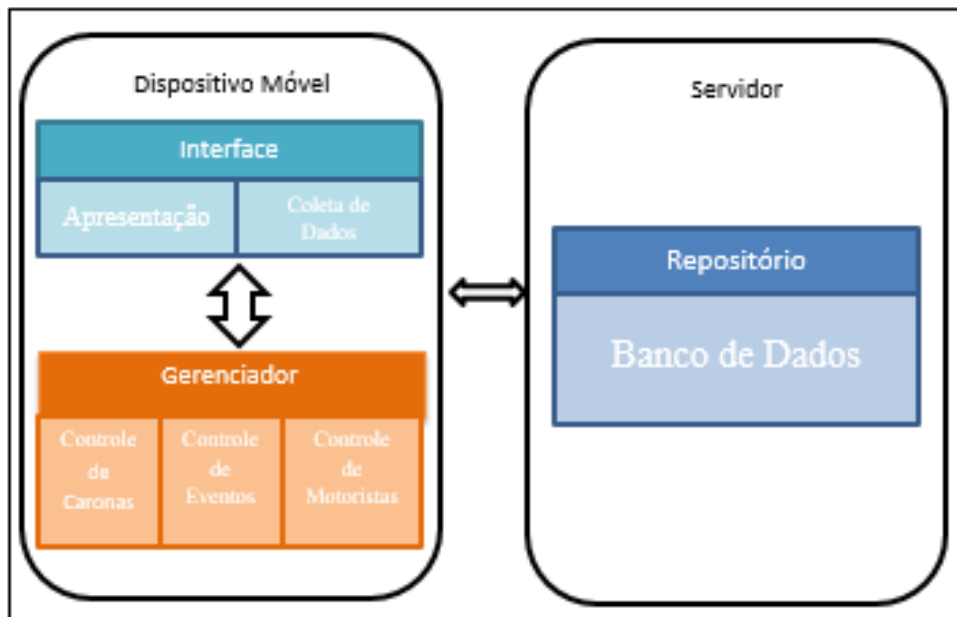 Dispositivo Móvel
Interface
Apresentação
Coleta de
Dados
Gerenciador
Controle
de
Caronas
Controle
de
Eventos
Controle
de
Motoristas
Servidor
Repositório
Banco de Dados